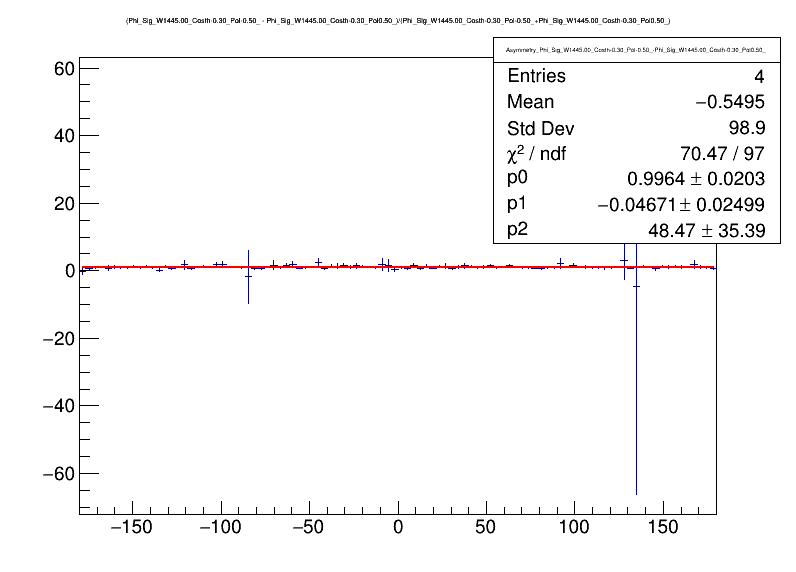 (Phi_Sig_W1445.00_Costh-0.30_Pol-0.50_ - Phi_Sig_W1445.00_Costh-0.30_Pol0.50_)/(Phi_Sig_W1445.00_Costh-0.30_Pol-0.50_+Phi_Sig_W1445.00_Costh-0.30_Pol0.50_)
Asymmetry_Phi_Sig_W1445.00_Costh-0.30_Pol-0.50_-Phi_Sig_W1445.00_Costh-0.30_Pol0.50_
Entries 4
Mean −0.5495
Std Dev 98.9
χ² / ndf 70.47 / 97
p0 0.9964 ± 0.0203
p1 −0.04671 ± 0.02499
p2 48.47 ± 35.39
60
40
20
0
−20
−40
−60
−150 −100 −50 0 50 100 150